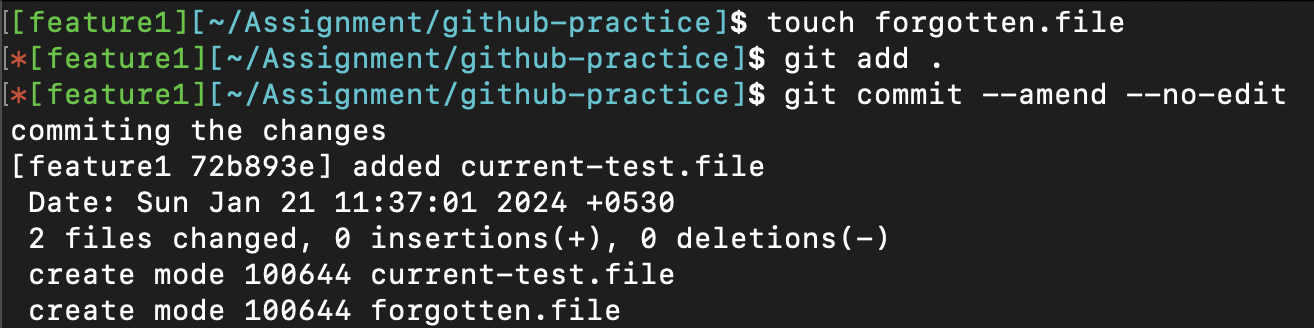 [[feature1][~/Assignment/github-practice]$ touch forgotten.file
[*[feature1][~/Assignment/github-practice]$ git add .
[*[feature1][~/Assignment/github-practice]$ git commit --amend --no-edit
commiting the changes
[feature1 72b893e] added current-test.file
 Date: Sun Jan 21 11:37:01 2024 +0530
 2 files changed, 0 insertions(+), 0 deletions(-)
 create mode 100644 current-test.file
 create mode 100644 forgotten.file